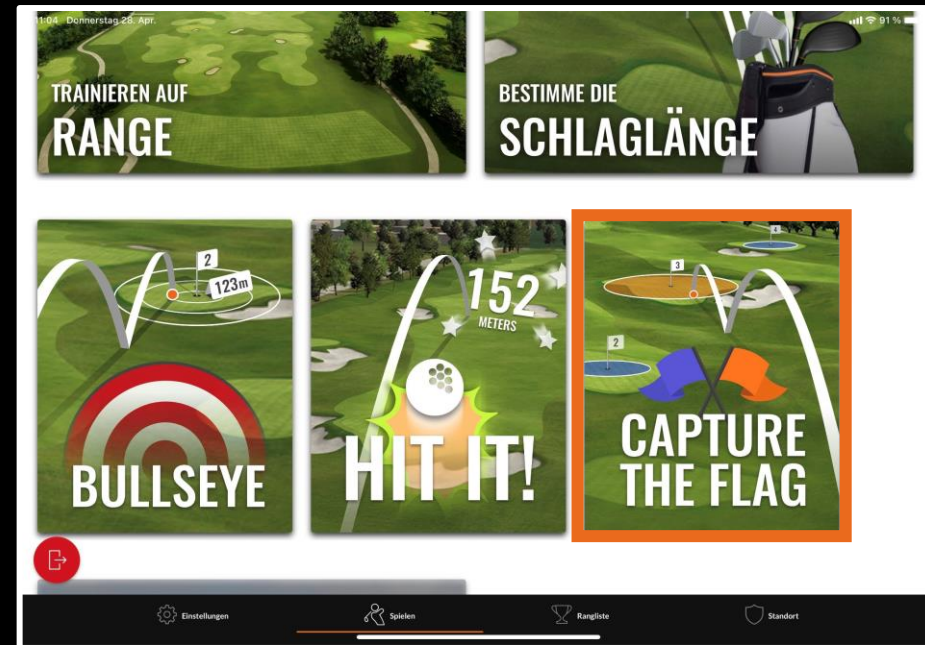 11:04 Donnerstag 28. Apr.
91 %
TRAINIEREN AUF
RANGE
BESTIMME DIE
SCHLAGLÄNGE
2
123m
BULLSEYE
152
METERS
HIT IT!
4
3
2
CAPTURE
THE FLAG
Einstellungen
Spielen
Rangliste
Standort